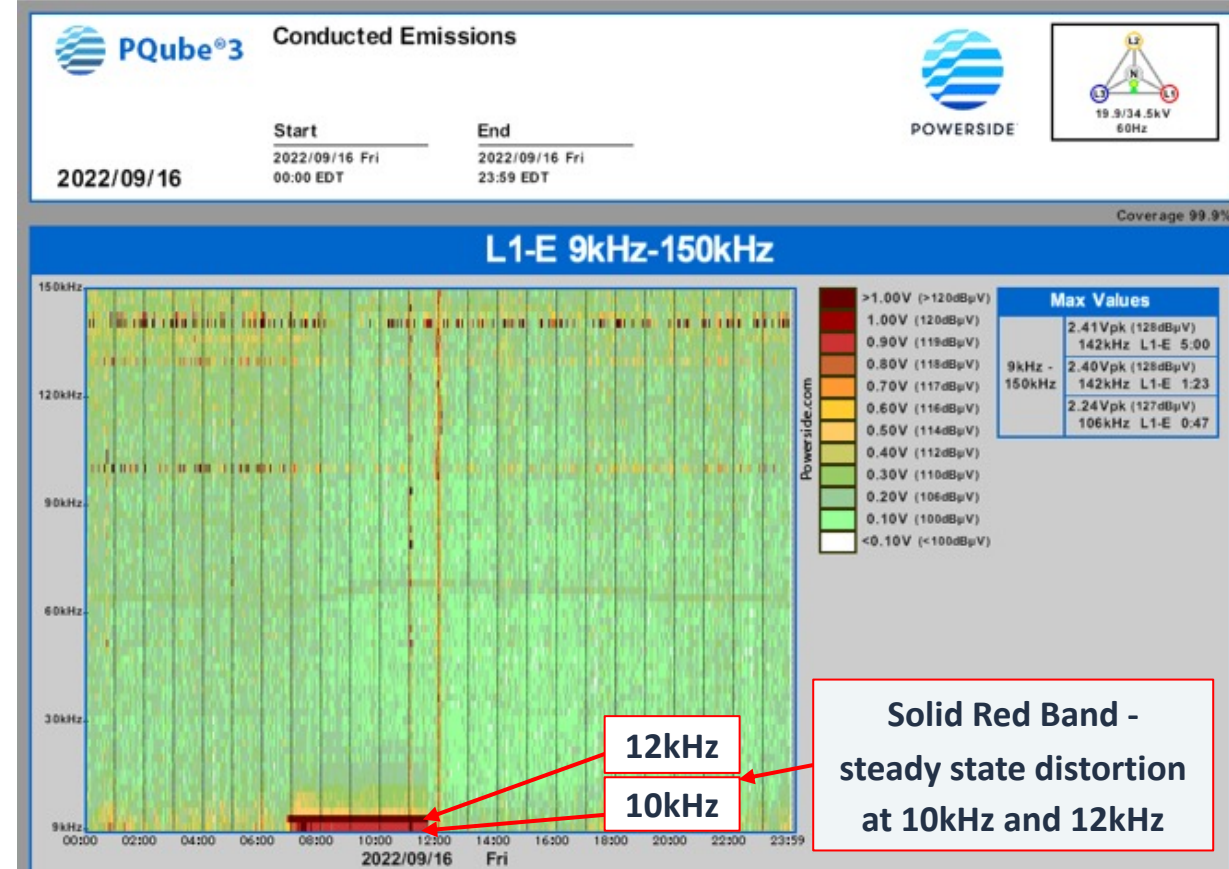 PQube®3
Conducted Emissions
POWERSIDE
L2
N
L3
L1
19.9/34.5kV
60Hz
Start
End
2022/09/16 Fri
2022/09/16 Fri
00:00 EDT
23:59 EDT
2022/09/16
Coverage 99.9%
L1-E 9kHz-150kHz
150kHz
120kHz
90kHz
60kHz
30kHz
9kHz
00:00
02:00
04:00
06:00
08:00
10:00
12:00
14:00
16:00
18:00
20:00
22:00
23:59
2022/09/16 Fri
Powerside.com
>1.00V (>120dBµV)
1.00V (120dBµV)
0.90V (119dBµV)
0.80V (118dBµV)
0.70V (117dBµV)
0.60V (116dBµV)
0.50V (114dBµV)
0.40V (112dBµV)
0.30V (110dBµV)
0.20V (106dBµV)
0.10V (100dBµV)
<0.10V (<100dBµV)
Max Values
9kHz -
150kHz
2.41Vpk (128dBµV)
142kHz L1-E 5:00
2.40Vpk (128dBµV)
142kHz L1-E 1:23
2.24Vpk (127dBµV)
106kHz L1-E 0:47
12kHz
10kHz
Solid Red Band -
steady state distortion
at 10kHz and 12kHz